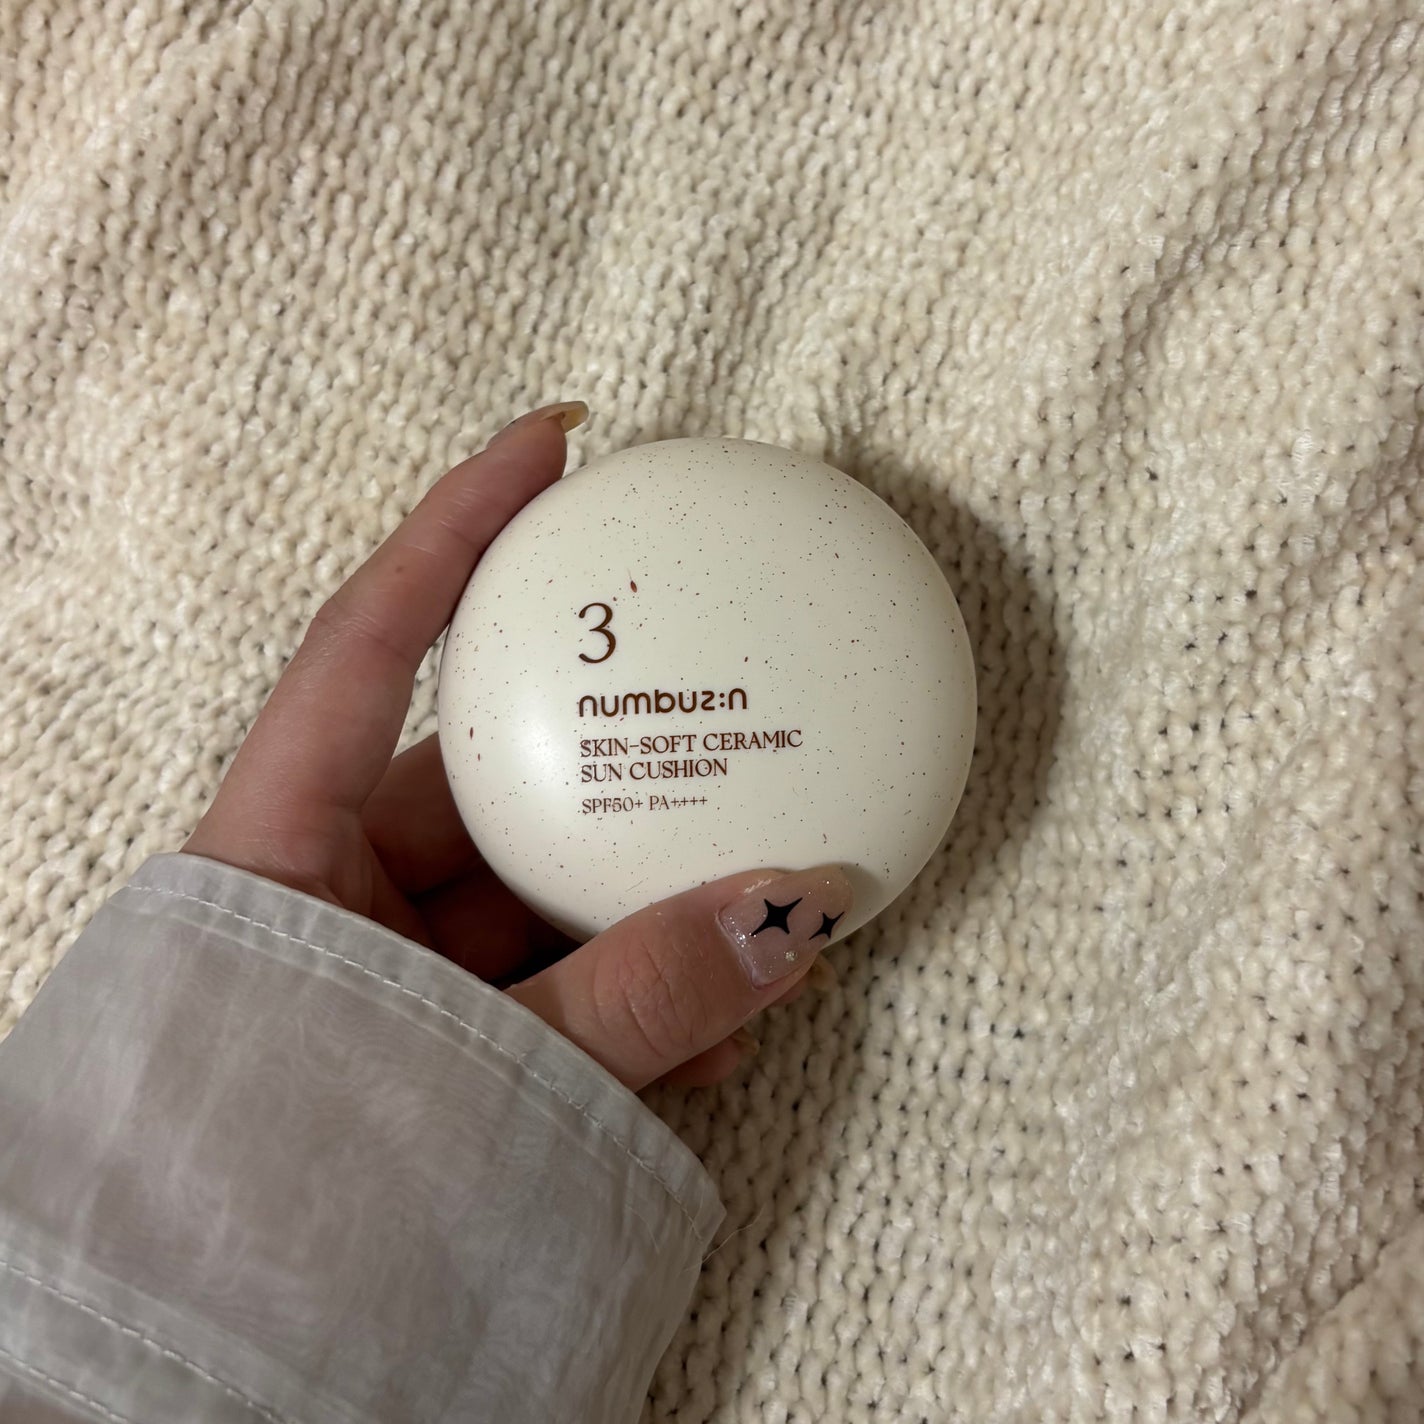 3
numbuz:n
SKIN-SOFT CERAMIC
SUN CUSHION
SPF50+ PA++++